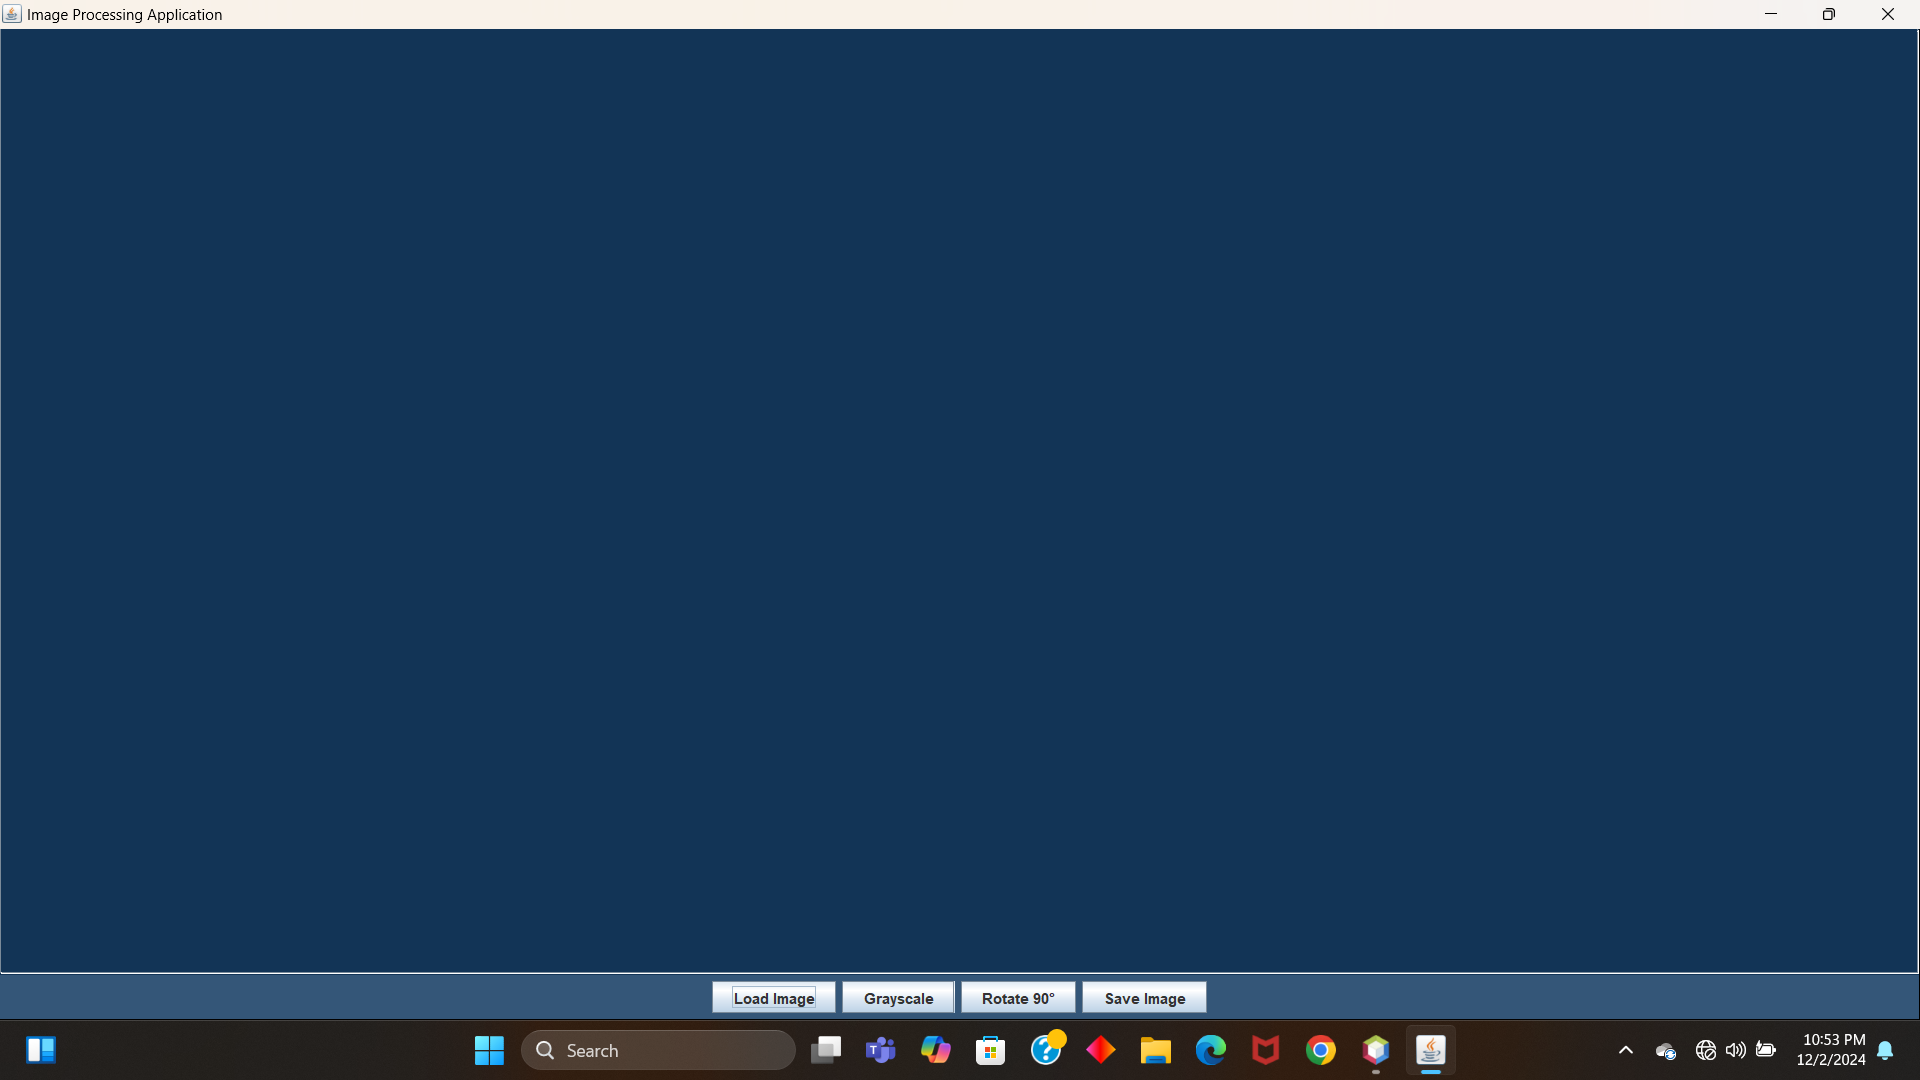 Image Processing Application
Load Image
Grayscale
Rotate 90°
Save Image
Search
10:53 PM
12/2/2024